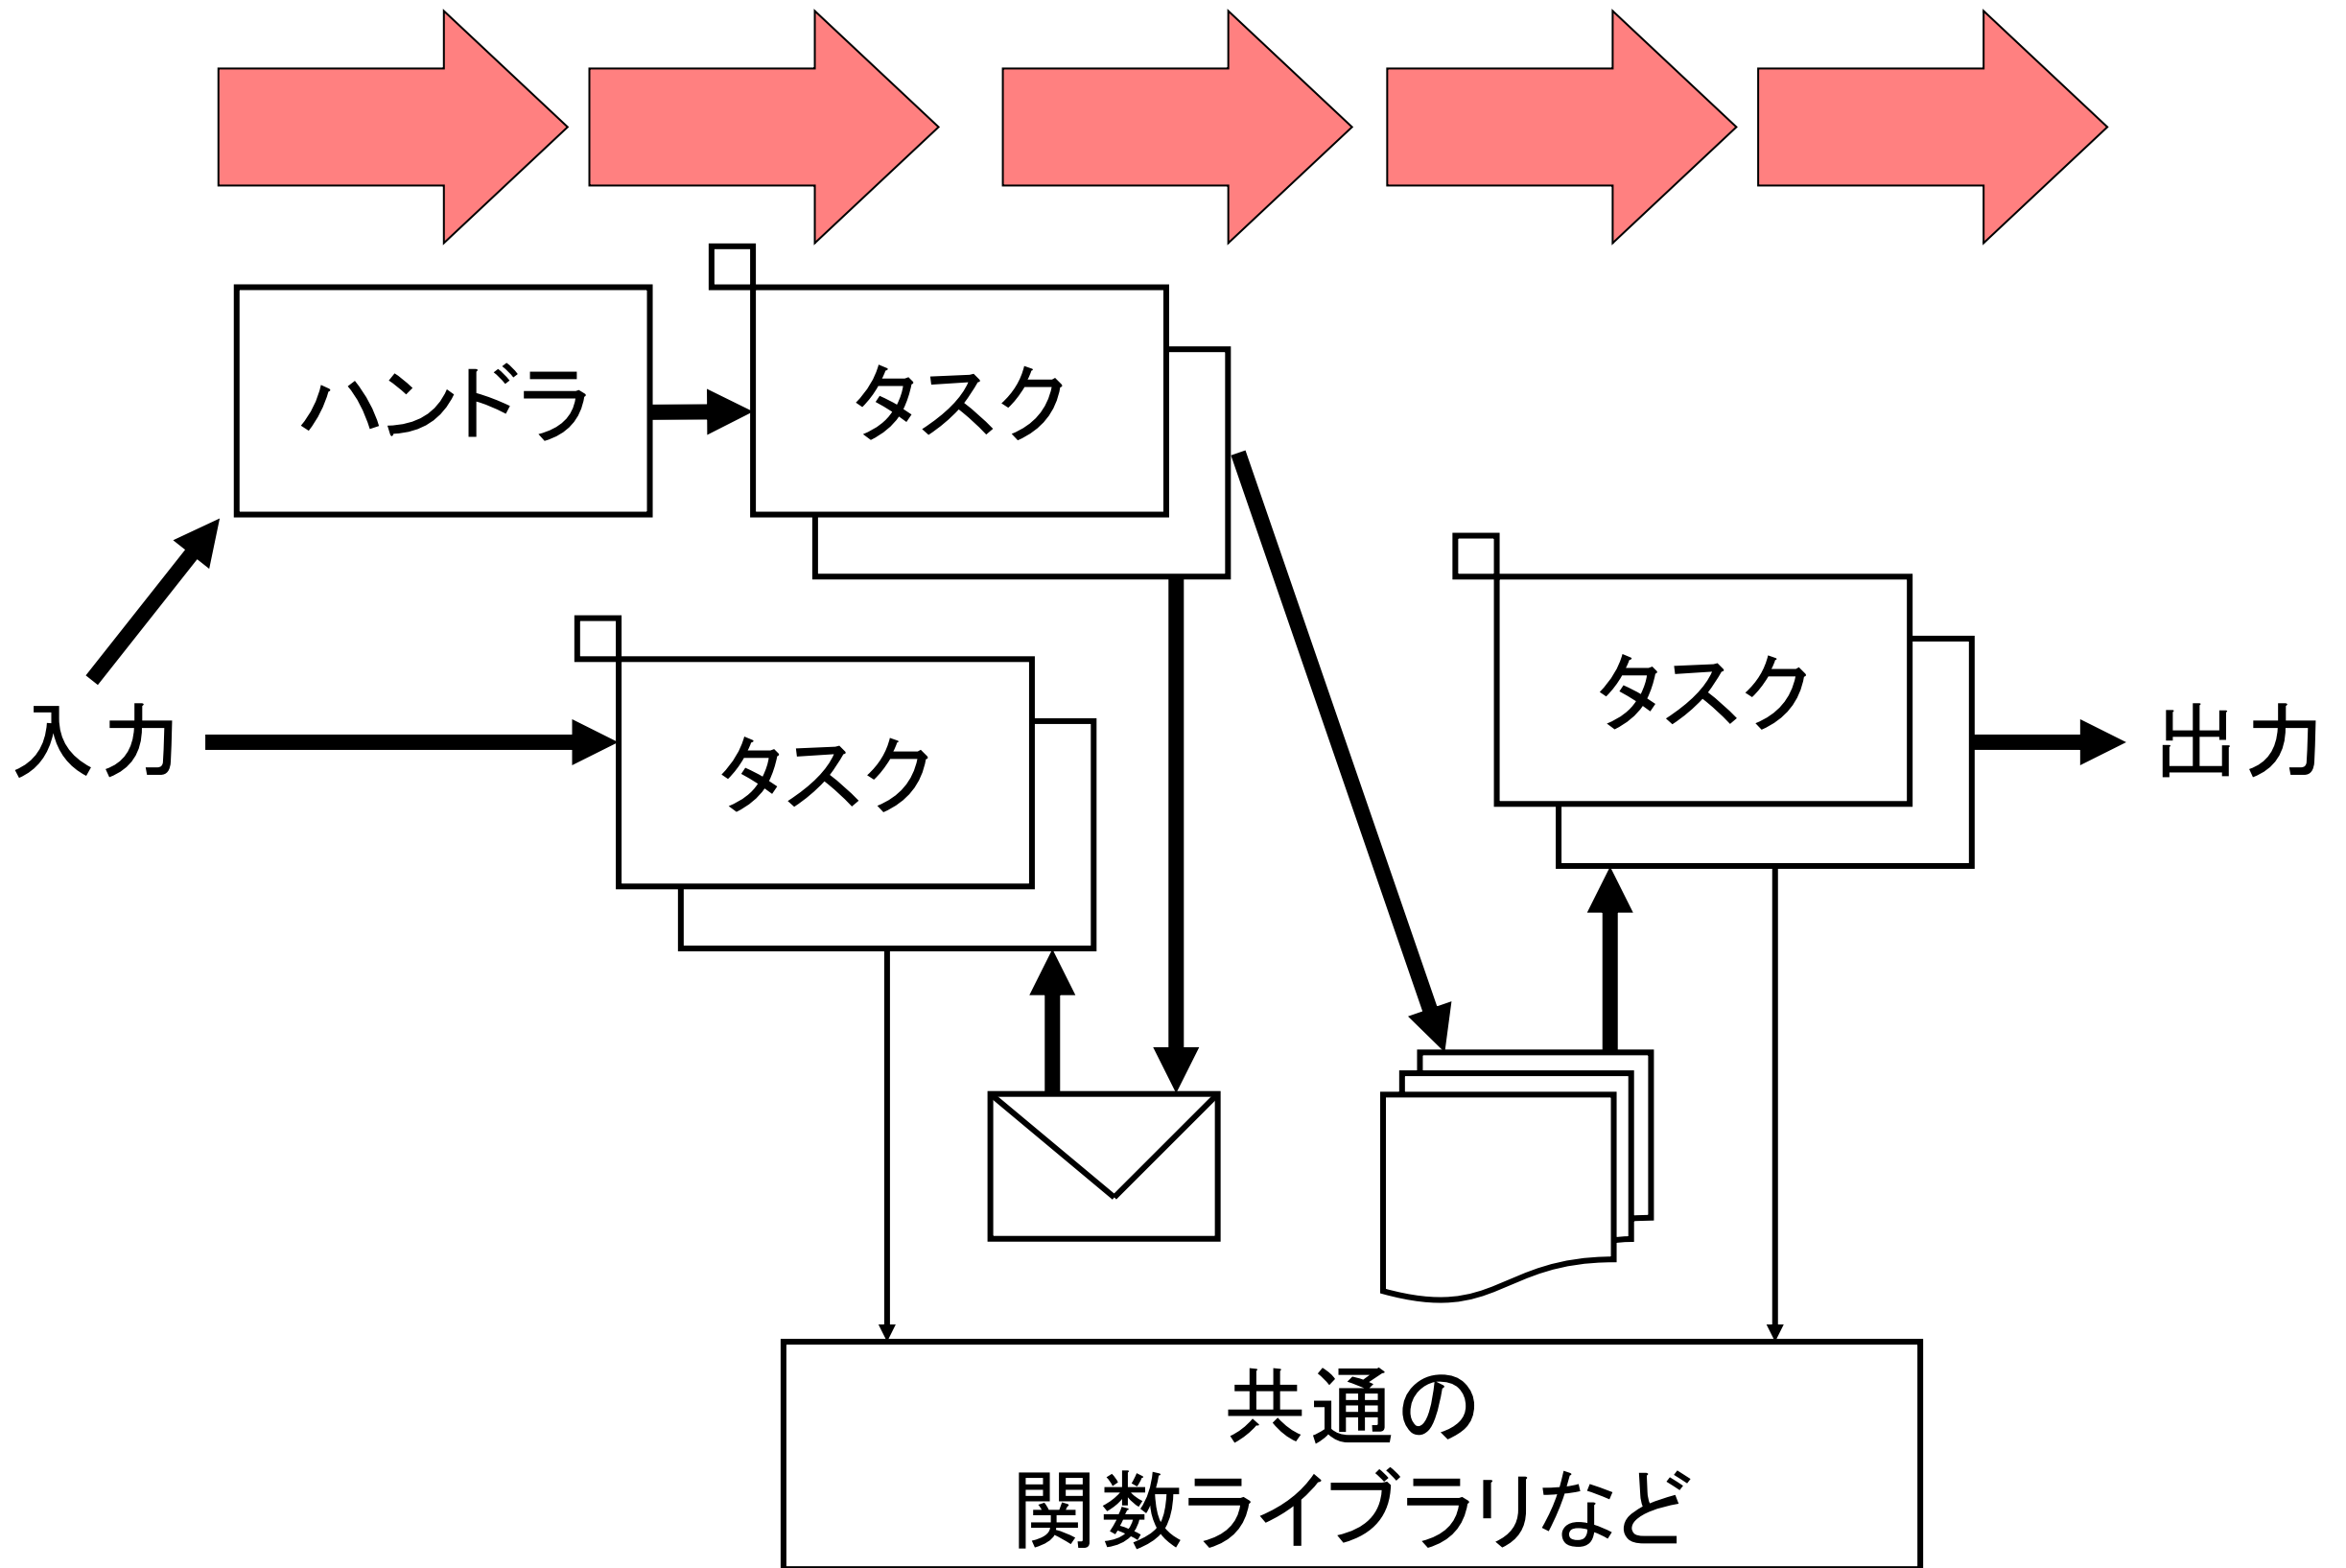 ハンドラ
タスク
入力
タスク
タスク
出力
共通の
関数ライブラリなど